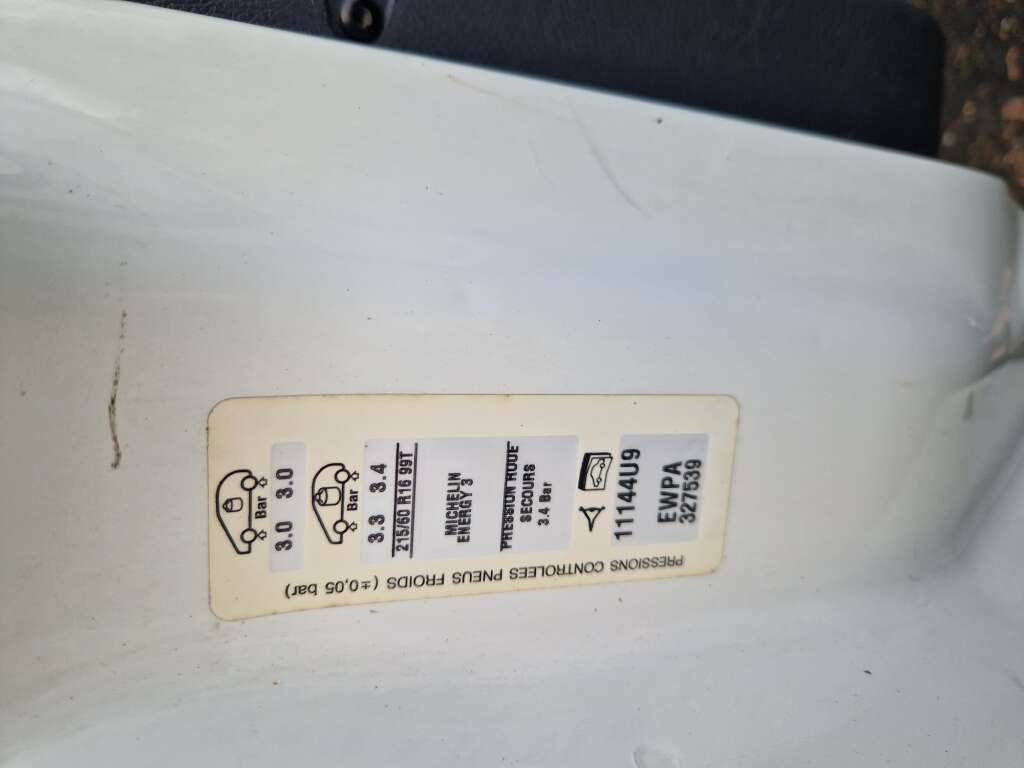 Bar
3.0 3.0
Bar
3.3 3.4
215/60 R16 99T
MICHELIN
ENERGY 3
PRESSION ROUE
SECOURS
3.4 Bar
11144U9
EWPA
327539
PRESSIONS CONTROLEES PNEUS FROIDS (±0,05 bar)